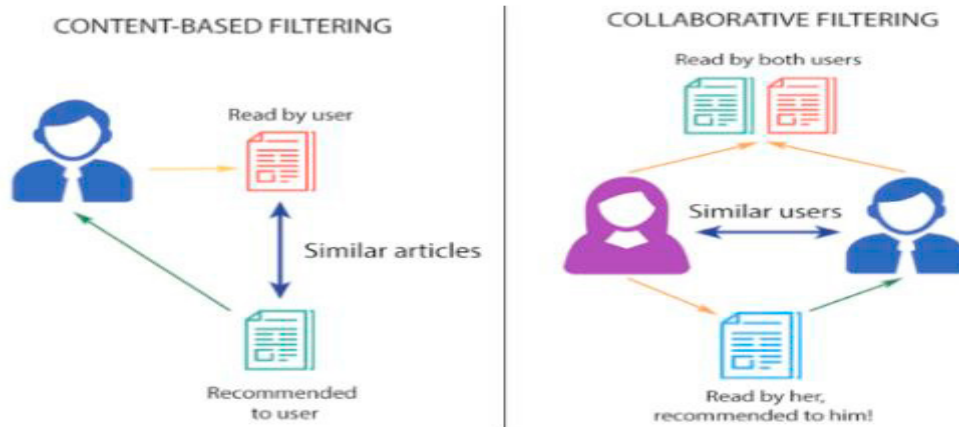 CONTENT-BASED FILTERING
Read by user
Similar articles
Recommended
to user
COLLABORATIVE FILTERING
Read by both users
Similar users
Read by her,
recommended to him!